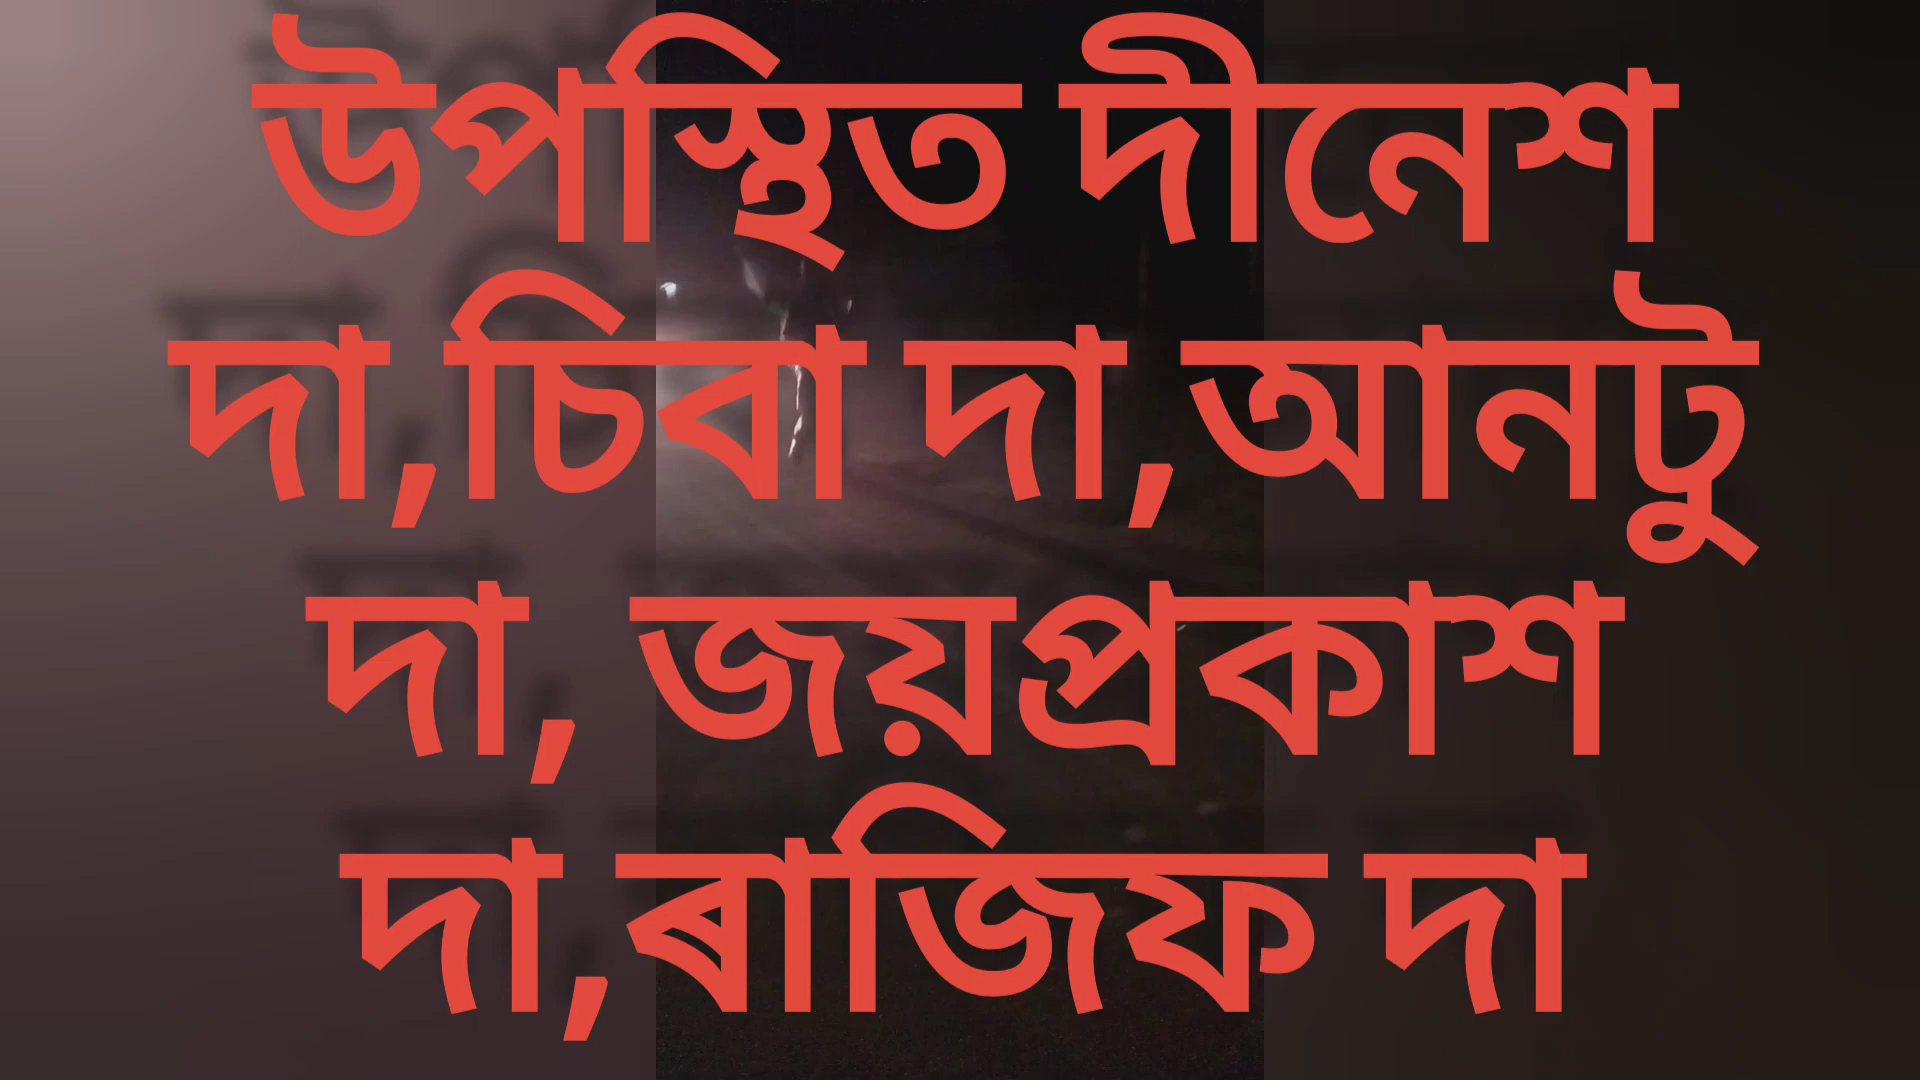 উপস্থিত দীনেশ
দা,চিবা দা,আনটু
দা, জয়প্ৰকাশ
দা,ৰাজিফ দা